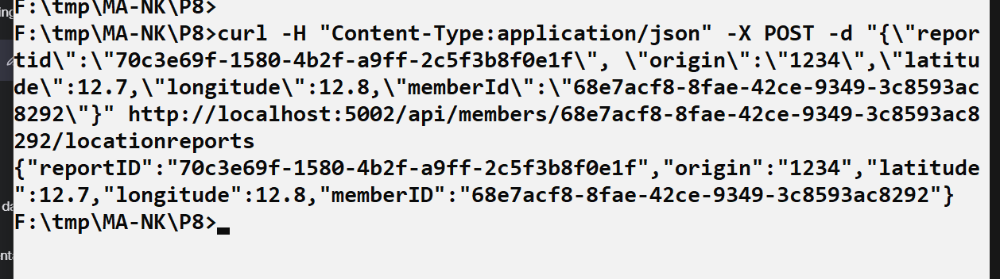 F:\tmp\MA-NK\P8>
F:\tmp\MA-NK\P8>curl -H "Content-Type:application/json" -X POST -d "{\"repor
tid\":\"70c3e69f-1580-4b2f-a9ff-2c5f3b8f0e1f\", \"origin\":\"1234\",\"latitu
de\":12.7,\"longitude\":12.8,\"memberId\":\"68e7acf8-8fae-42ce-9349-3c8593ac
8292\"}" http://localhost:5002/api/members/68e7acf8-8fae-42ce-9349-3c8593ac8
292/locationreports
{"reportID":"70c3e69f-1580-4b2f-a9ff-2c5f3b8f0e1f","origin":"1234","latitude
":12.7,"longitude":12.8,"memberID":"68e7acf8-8fae-42ce-9349-3c8593ac8292"}
F:\tmp\MA-NK\P8>